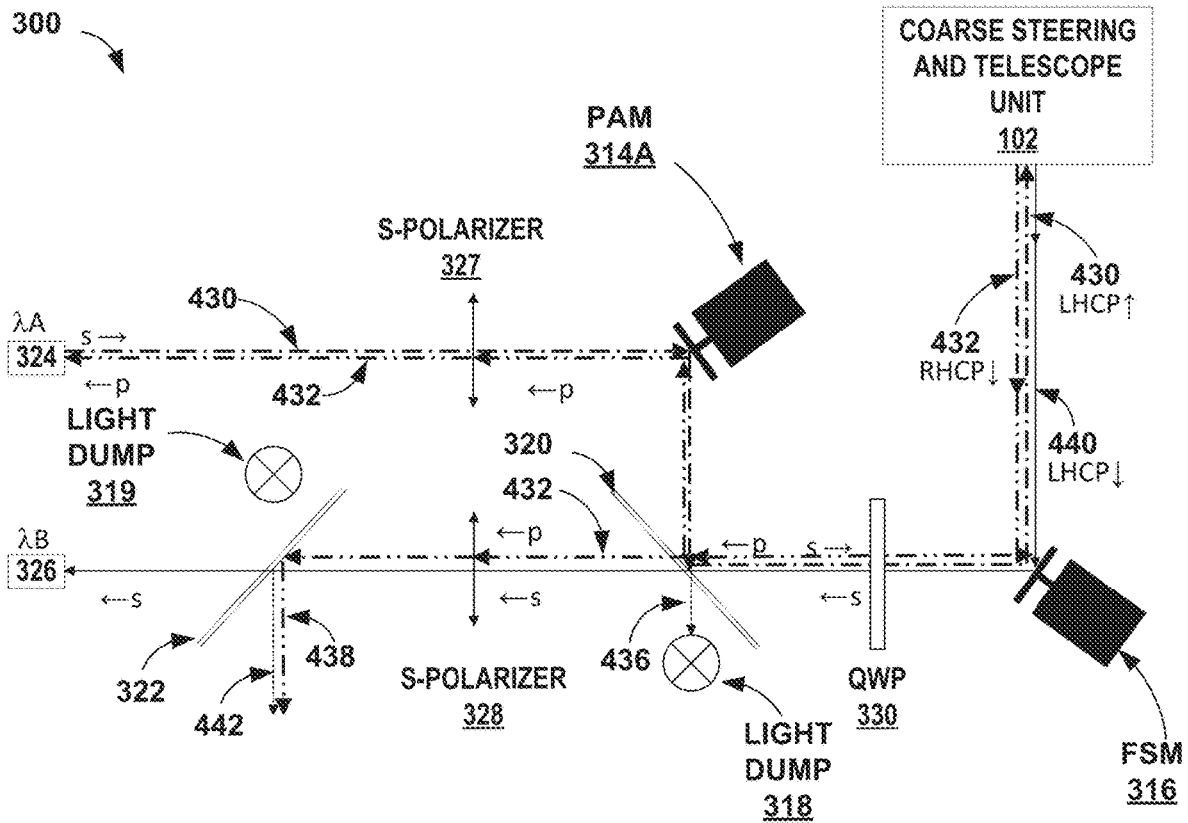 300
COARSE STEERING
AND TELESCOPE
UNIT
102
PAM
314A
S-POLARIZER
327
430
430
LHCP↑
λA
s→
324
432
432
RHCP↓
←p
←p
LIGHT
DUMP
319
320
440
LHCP↓
432
λB
←p
←p
s→
326
←s
←s
←s
322
438
436
442
S-POLARIZER
328
QWP
330
LIGHT
DUMP
318
FSM
316